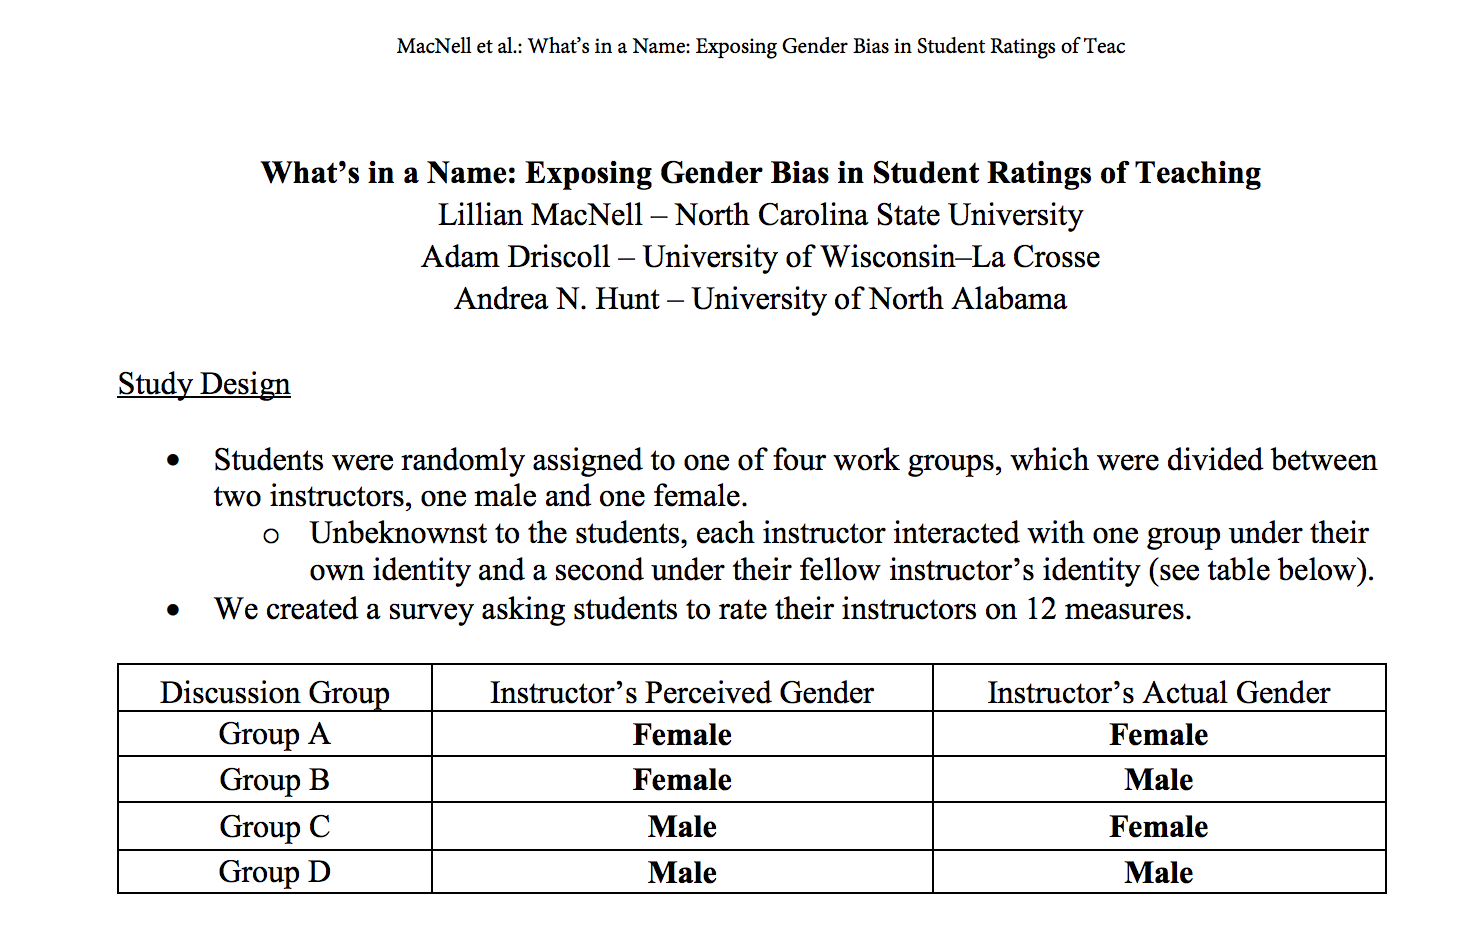 MacNell et al.: What’s in a Name: Exposing Gender Bias in Student Ratings of Teac
What’s in a Name: Exposing Gender Bias in Student Ratings of Teaching
Lillian MacNell – North Carolina State University
Adam Driscoll – University of Wisconsin–La Crosse
Andrea N. Hunt – University of North Alabama
Study Design
• Students were randomly assigned to one of four work groups, which were divided between
two instructors, one male and one female.
o Unbeknownst to the students, each instructor interacted with one group under their
own identity and a second under their fellow instructor’s identity (see table below).
• We created a survey asking students to rate their instructors on 12 measures.
Discussion Group Instructor’s Perceived Gender Instructor’s Actual Gender
Group A Female Female
Group B Female Male
Group C Male Female
Group D Male Male